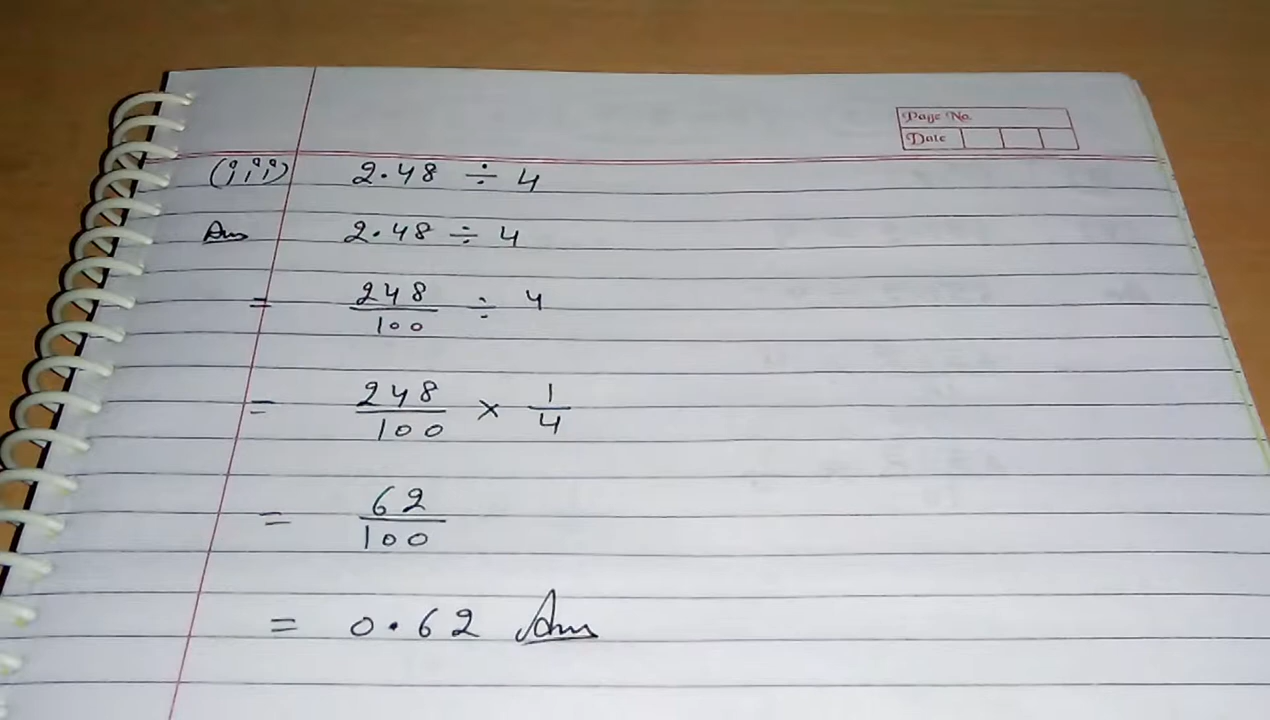 Page No.
Date
(iii) 2.48 ÷ 4
Ans 2.48 ÷ 4
= 248/100 ÷ 4
= 248/100 × 1/4
= 62/100
= 0.62 Ans